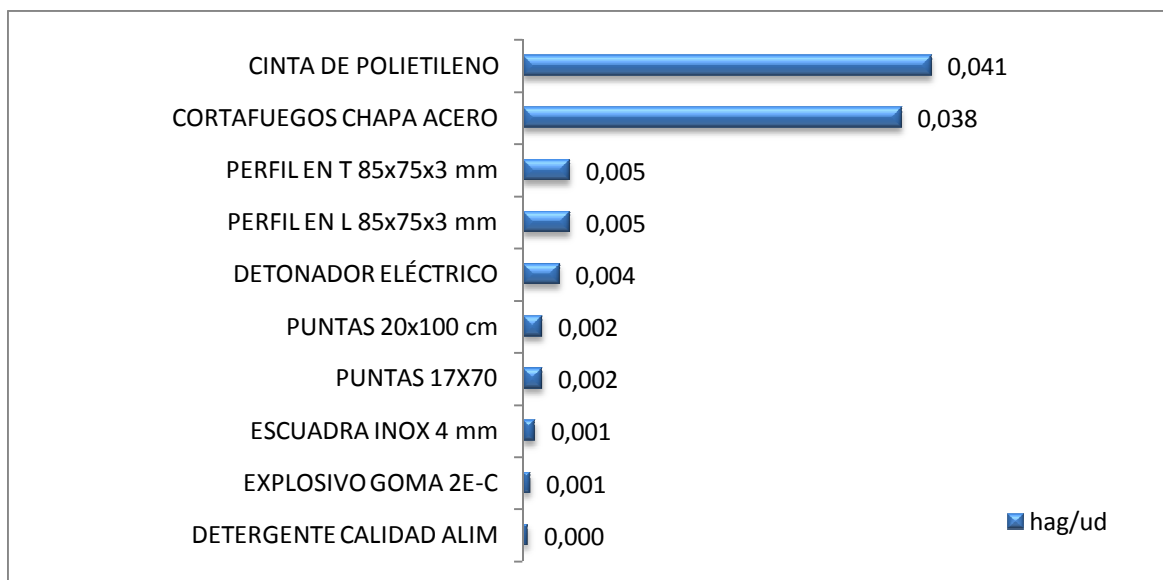 CINTA DE POLIETILENO 0,041
CORTAFUEGOS CHAPA ACERO 0,038
PERFIL EN T 85x75x3 mm 0,005
PERFIL EN L 85x75x3 mm 0,005
DETONADOR ELÉCTRICO 0,004
PUNTAS 20x100 cm 0,002
PUNTAS 17X70 0,002
ESCUADRA INOX 4 mm 0,001
EXPLOSIVO GOMA 2E-C 0,001
DETERGENTE CALIDAD ALIM 0,000
hag/ud